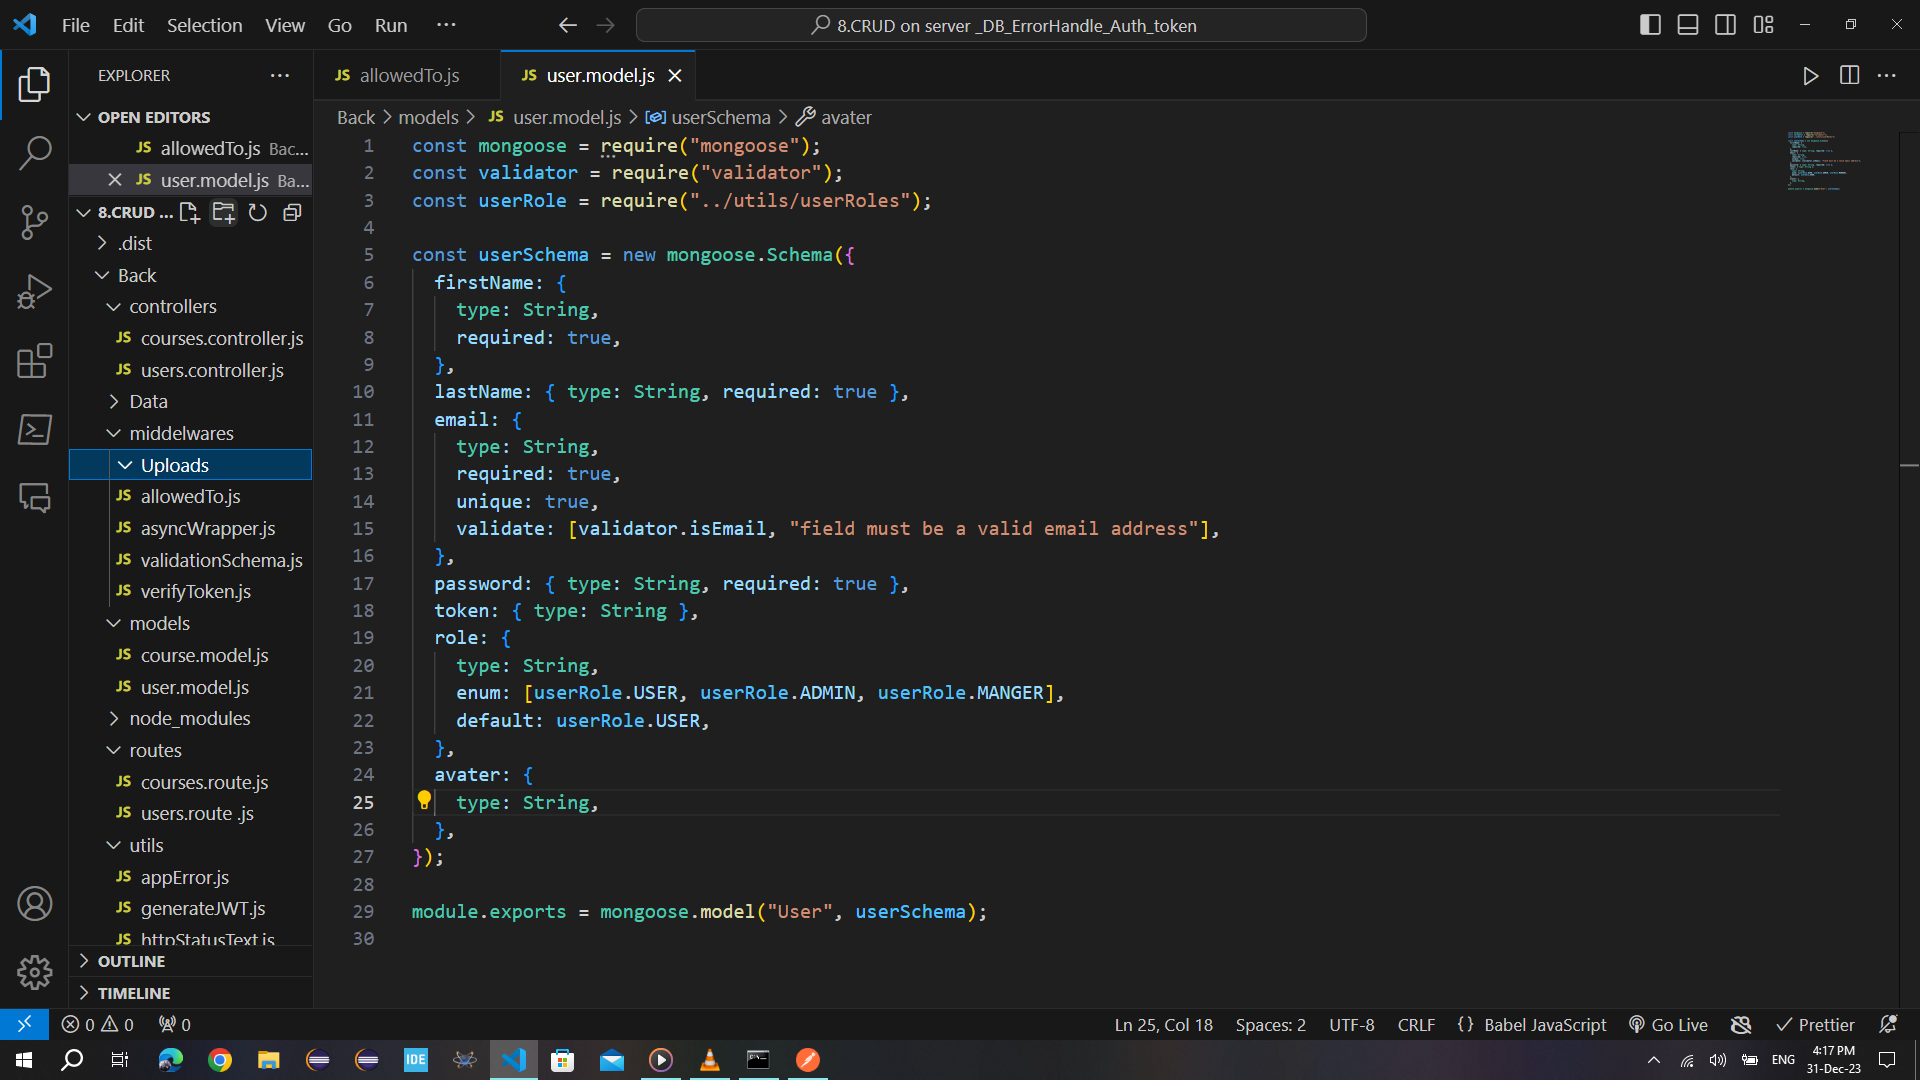 File Edit Selection View Go Run ···
8.CRUD on server _DB_ErrorHandle_Auth_token
EXPLORER
JS allowedTo.js
JS user.model.js
OPEN EDITORS
JS allowedTo.js Bac...
JS user.model.js Ba...
8.CRUD ...
.dist
Back
controllers
JS courses.controller.js
JS users.controller.js
Data
middelwares
Uploads
JS allowedTo.js
JS asyncWrapper.js
JS validationSchema.js
JS verifyToken.js
models
JS course.model.js
JS user.model.js
node_modules
routes
JS courses.route.js
JS users.route .js
utils
JS appError.js
JS generateJWT.js
JS httpStatusText.js
OUTLINE
TIMELINE
Back > models > JS user.model.js > userSchema > avater
1 const mongoose = require("mongoose");
2 const validator = require("validator");
3 const userRole = require("../utils/userRoles");
4
5 const userSchema = new mongoose.Schema({
6 firstName: {
7 type: String,
8 required: true,
9 },
10 lastName: { type: String, required: true },
11 email: {
12 type: String,
13 required: true,
14 unique: true,
15 validate: [validator.isEmail, "field must be a valid email address"],
16 },
17 password: { type: String, required: true },
18 token: { type: String },
19 role: {
20 type: String,
21 enum: [userRole.USER, userRole.ADMIN, userRole.MANGER],
22 default: userRole.USER,
23 },
24 avater: {
25 type: String,
26 },
27 });
28
29 module.exports = mongoose.model("User", userSchema);
30
0 0 0
Ln 25, Col 18 Spaces: 2 UTF-8 CRLF {} Babel JavaScript Go Live Prettier
IDE
ENG
4:17 PM
31-Dec-23